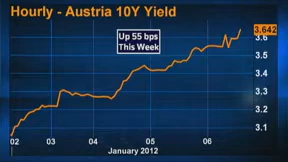 Hourly - Austria 10Y Yield
Up 55 bps
This Week
3.642
3.6
3.5
3.4
3.3
3.2
3.1
02 03 04 05 06
January 2012